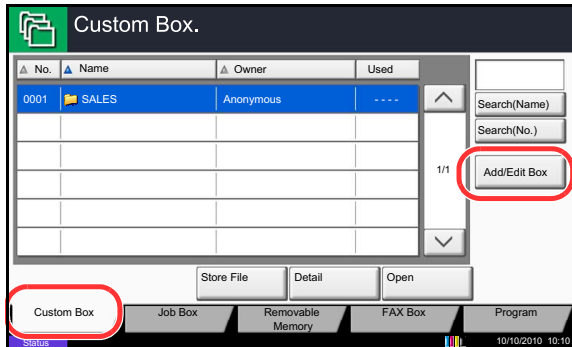 Custom Box.
No. Name Owner Used
0001 SALES Anonymous ----
Search(Name)
Search(No.)
1/1
Add/Edit Box
Store File Detail Open
Custom Box Job Box Removable Memory FAX Box Program
Status 10/10/2010 10:10